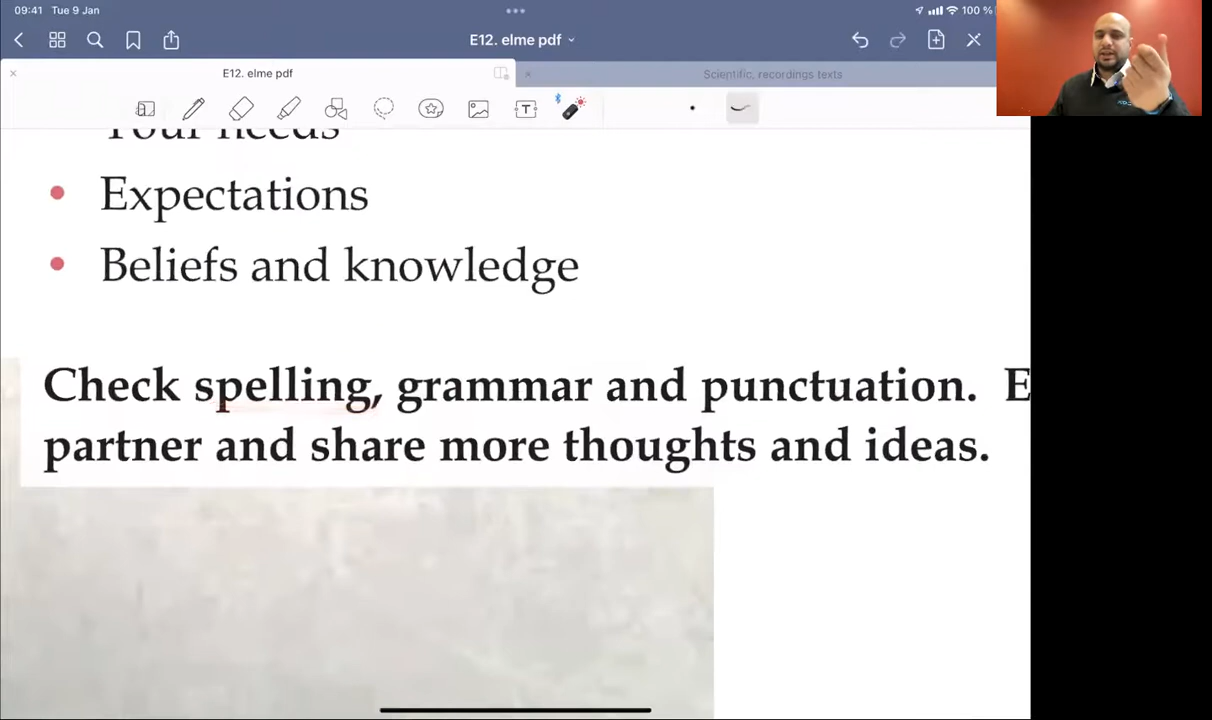 09:41 Tue 9 Jan
100 %
E12. elme pdf
E12. elme pdf
Scientific, recordings texts
T
Your needs
Expectations
Beliefs and knowledge
Check spelling, grammar and punctuation. E
partner and share more thoughts and ideas.